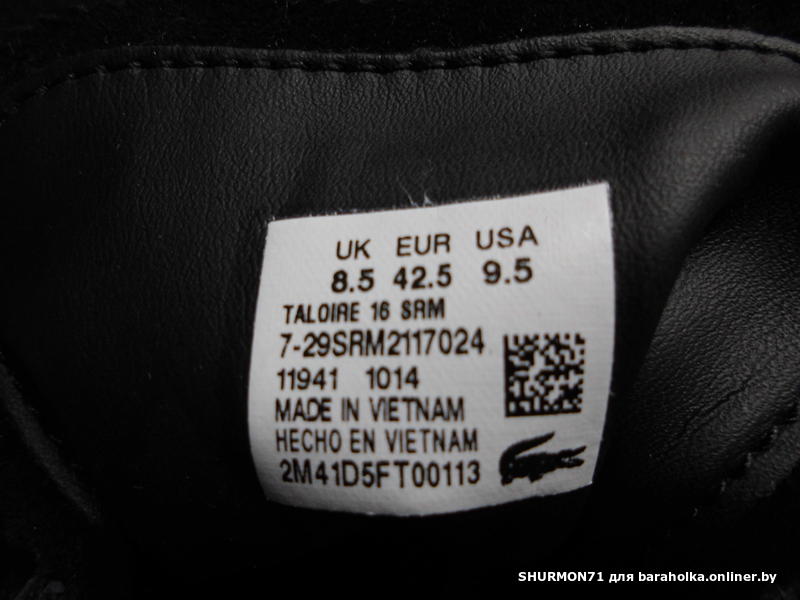 UK EUR USA
8.5 42.5 9.5
TALOIRE 16 SRM
7-29SRM2117024
11941 1014
MADE IN VIETNAM
HECHO EN VIETNAM
2M41D5FT00113
SHURMON71 для baraholka.onliner.by